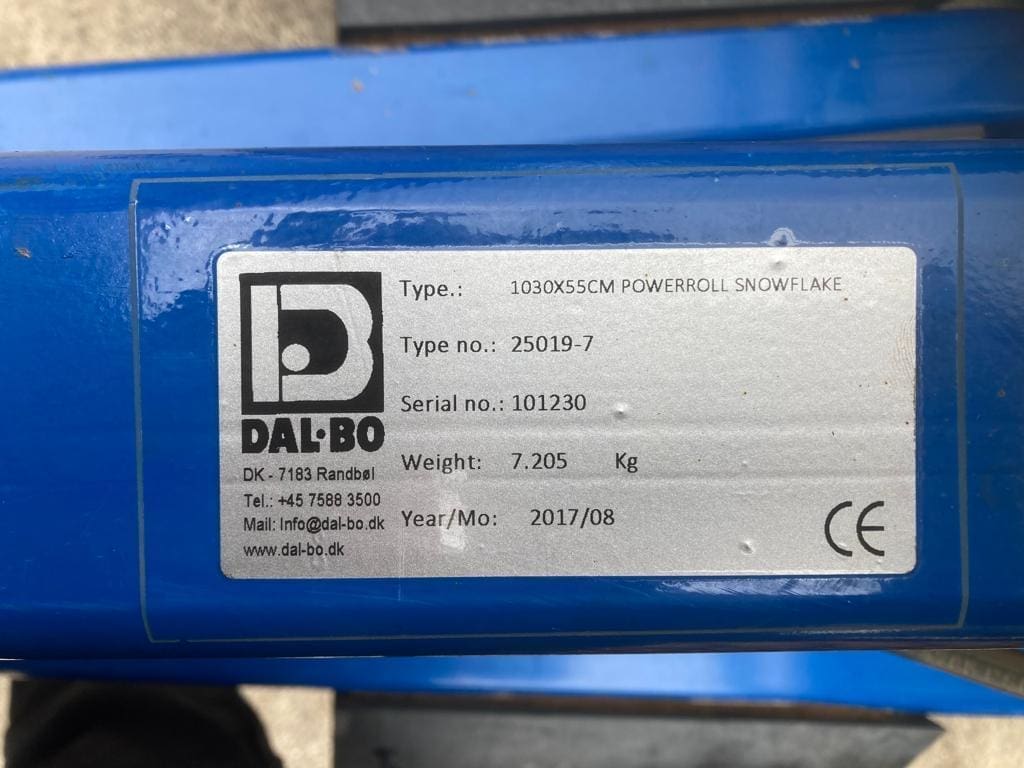 DAL·BO
DK - 7183 Randbøl
Tel.: +45 7588 3500
Mail: Info@dal-bo.dk
www.dal-bo.dk
Type.: 1030X55CM POWERROLL SNOWFLAKE
Type no.: 25019-7
Serial no.: 101230
Weight: 7.205 Kg
Year/Mo: 2017/08
CE